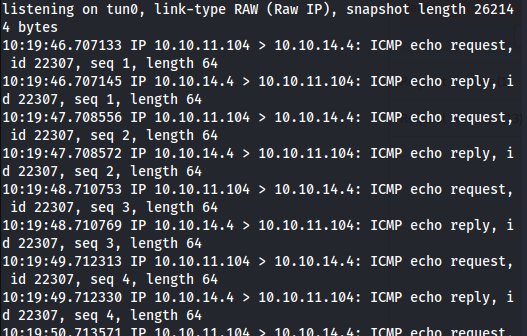 listening on tun0, link-type RAW (Raw IP), snapshot length 26214
4 bytes
10:19:46.707133 IP 10.10.11.104 > 10.10.14.4: ICMP echo request,
 id 22307, seq 1, length 64
10:19:46.707145 IP 10.10.14.4 > 10.10.11.104: ICMP echo reply, i
d 22307, seq 1, length 64
10:19:47.708556 IP 10.10.11.104 > 10.10.14.4: ICMP echo request,
 id 22307, seq 2, length 64
10:19:47.708572 IP 10.10.14.4 > 10.10.11.104: ICMP echo reply, i
d 22307, seq 2, length 64
10:19:48.710753 IP 10.10.11.104 > 10.10.14.4: ICMP echo request,
 id 22307, seq 3, length 64
10:19:48.710769 IP 10.10.14.4 > 10.10.11.104: ICMP echo reply, i
d 22307, seq 3, length 64
10:19:49.712313 IP 10.10.11.104 > 10.10.14.4: ICMP echo request,
 id 22307, seq 4, length 64
10:19:49.712330 IP 10.10.14.4 > 10.10.11.104: ICMP echo reply, i
d 22307, seq 4, length 64
10:19:50.713571 IP 10.10.11.104 > 10.10.14.4: ICMP echo request,